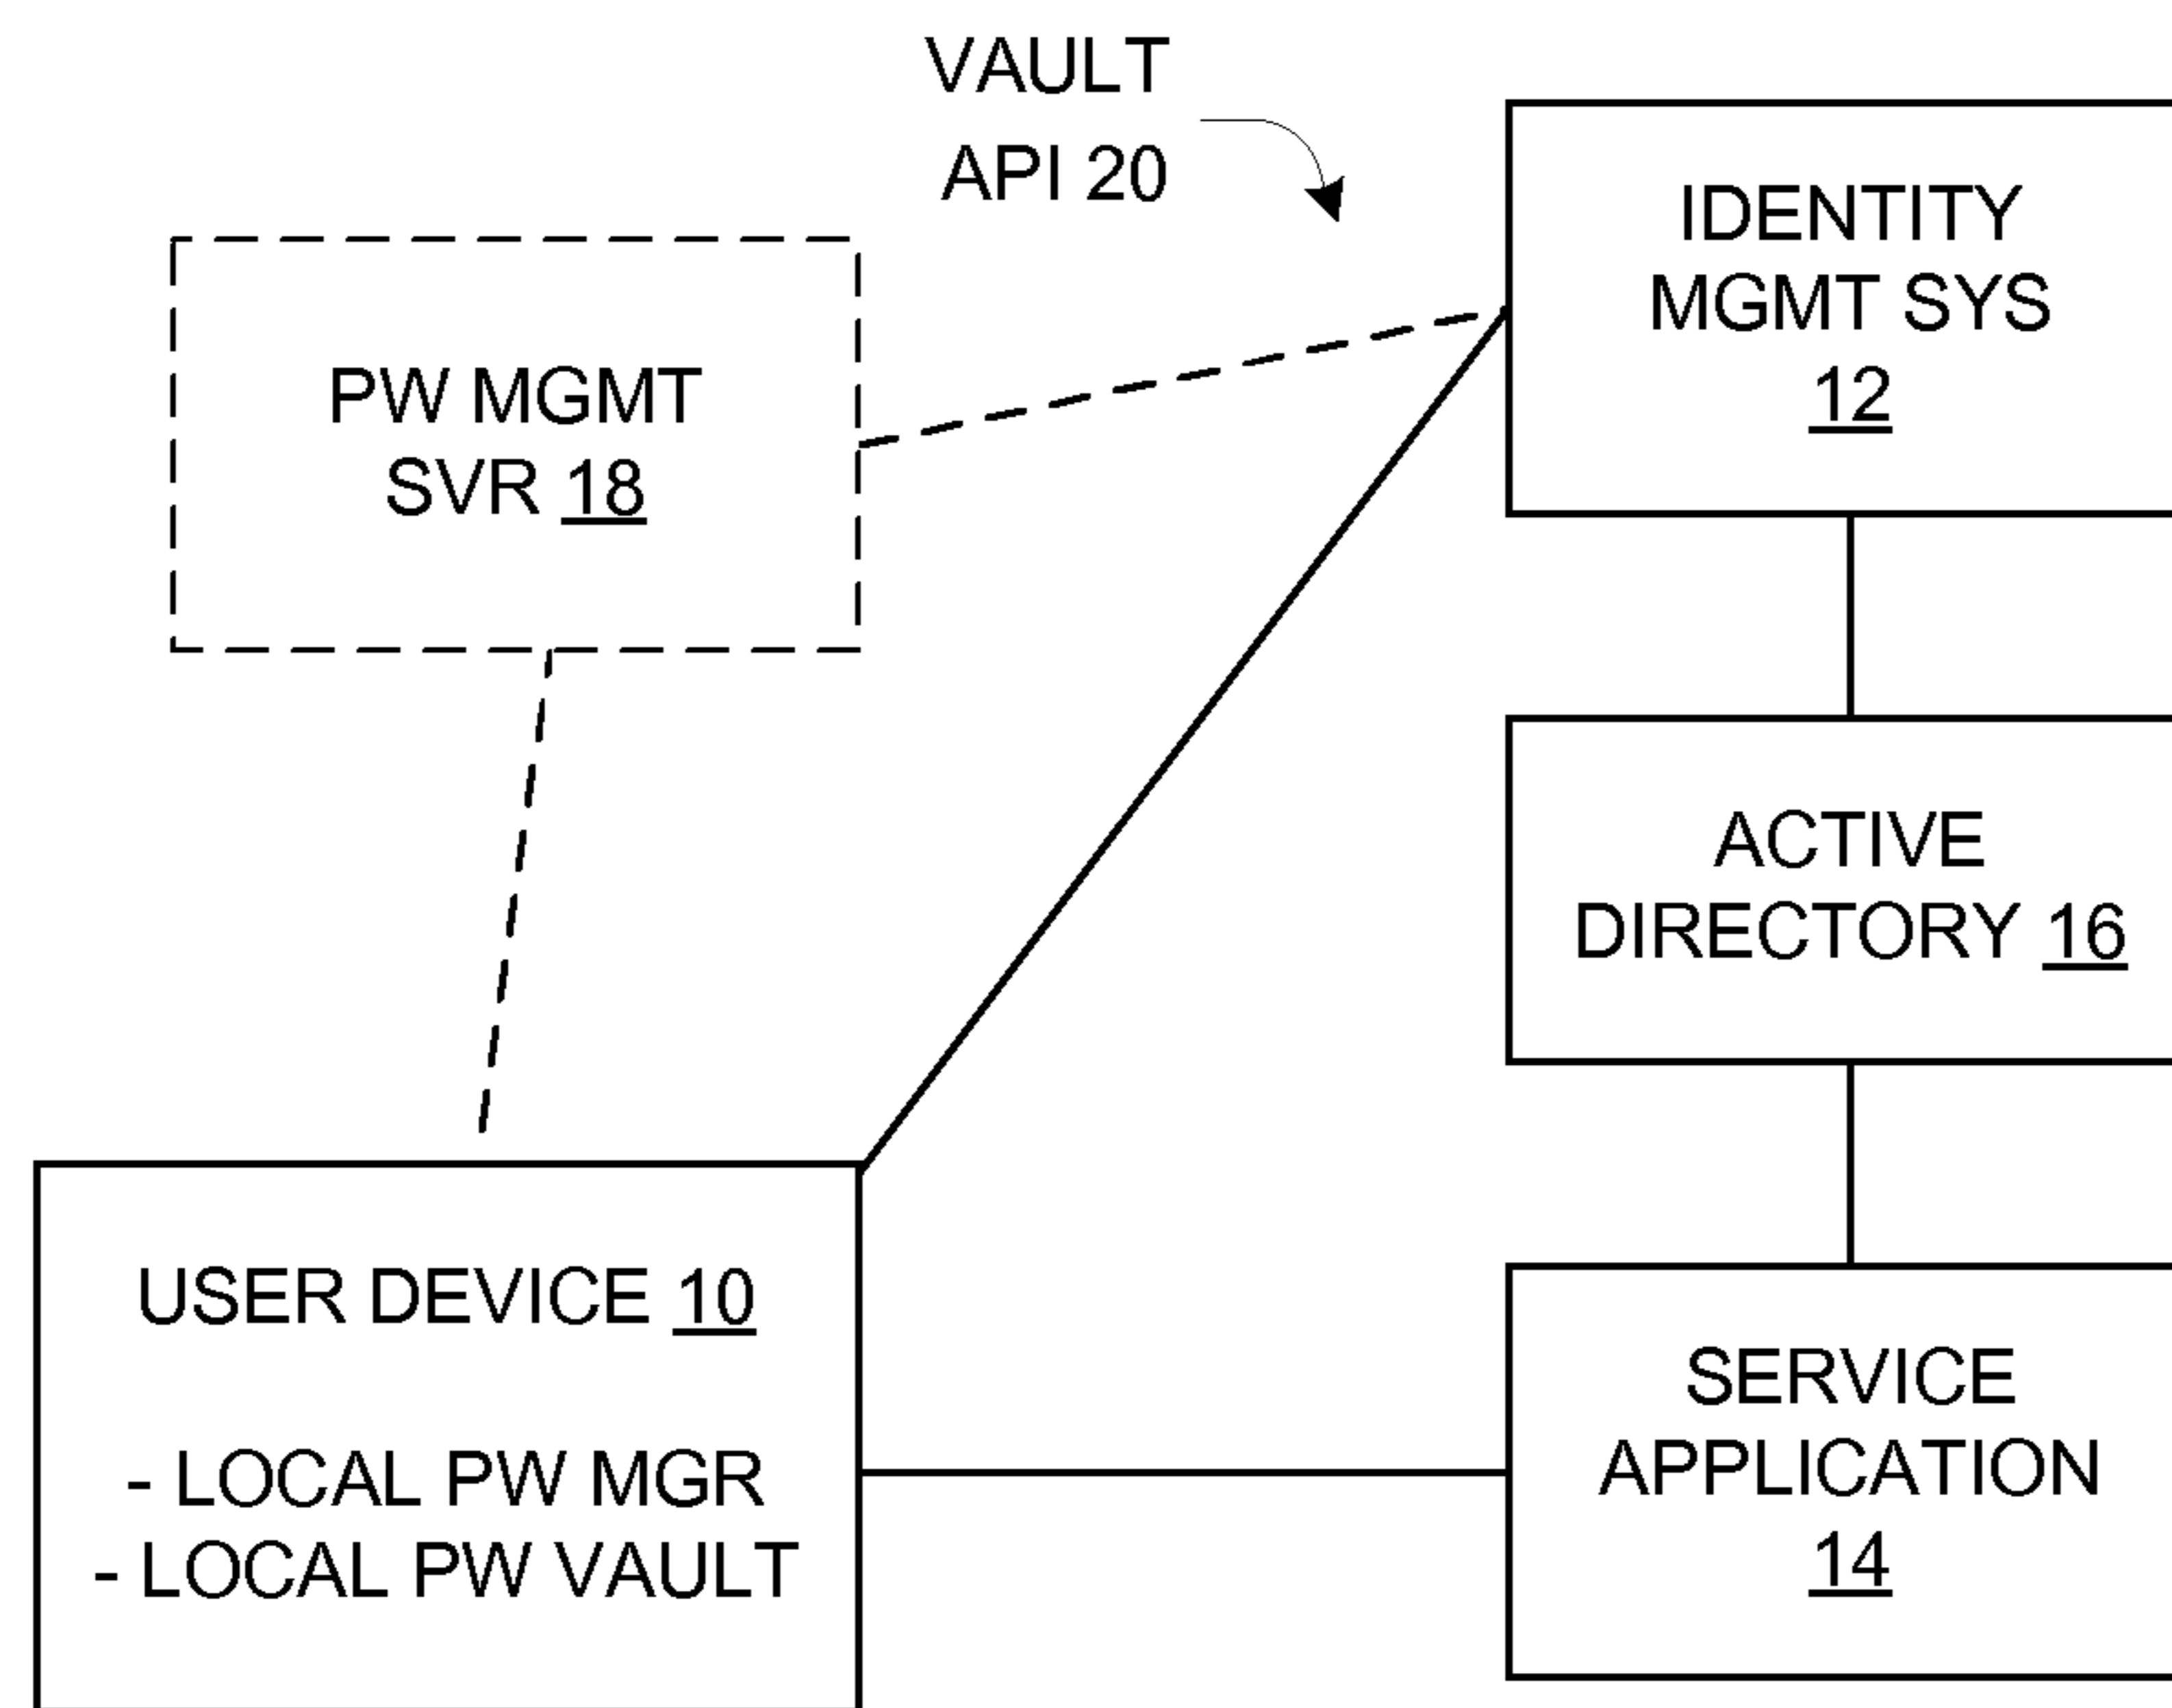 VAULT
API 20
IDENTITY
MGMT SYS
12
PW MGMT
SVR 18
ACTIVE
DIRECTORY 16
USER DEVICE 10
- LOCAL PW MGR
- LOCAL PW VAULT
SERVICE
APPLICATION
14